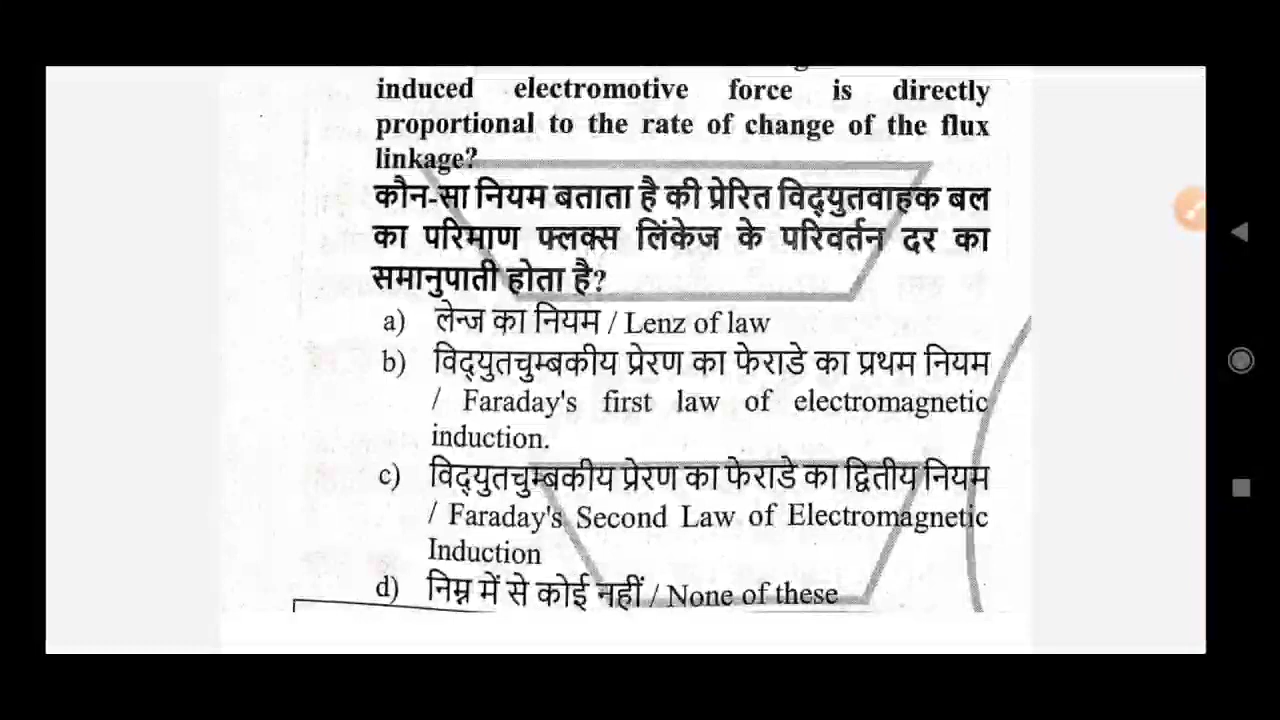 induced electromotive force is directly
proportional to the rate of change of the flux
linkage?
कौन-सा नियम बताता है की प्रेरित विद्युतवाहक बल
का परिमाण फ्लक्स लिंकेज के परिवर्तन दर का
समानुपाती होता है?
a) लेन्ज का नियम / Lenz of law
b) विद्युतचुम्बकीय प्रेरण का फेराडे का प्रथम नियम
/ Faraday's first law of electromagnetic
induction.
c) विद्युतचुम्बकीय प्रेरण का फेराडे का द्वितीय नियम
/ Faraday's Second Law of Electromagnetic
Induction
d) निम्न में से कोई नहीं / None of these